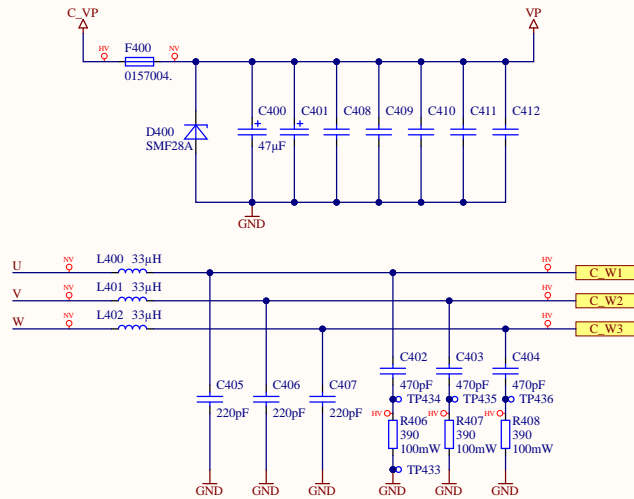 C_VP
VP
HV
F400
NV
0157004.
D400
SMF28A
C400
47µF
C401
C408
C409
C410
C411
C412
GND
U
NV
L400 33µH
HV
C_W1
V
L401 33µH
C_W2
W
NV
L402 33µH
HV
C_W3
C405
220pF
C406
220pF
C407
220pF
C402
470pF
C403
470pF
C404
470pF
TP434
TP435
TP436
HV
R406
390
100mW
HV
R407
390
100mW
HV
R408
390
100mW
TP433
GND
GND
GND
GND
GND
GND